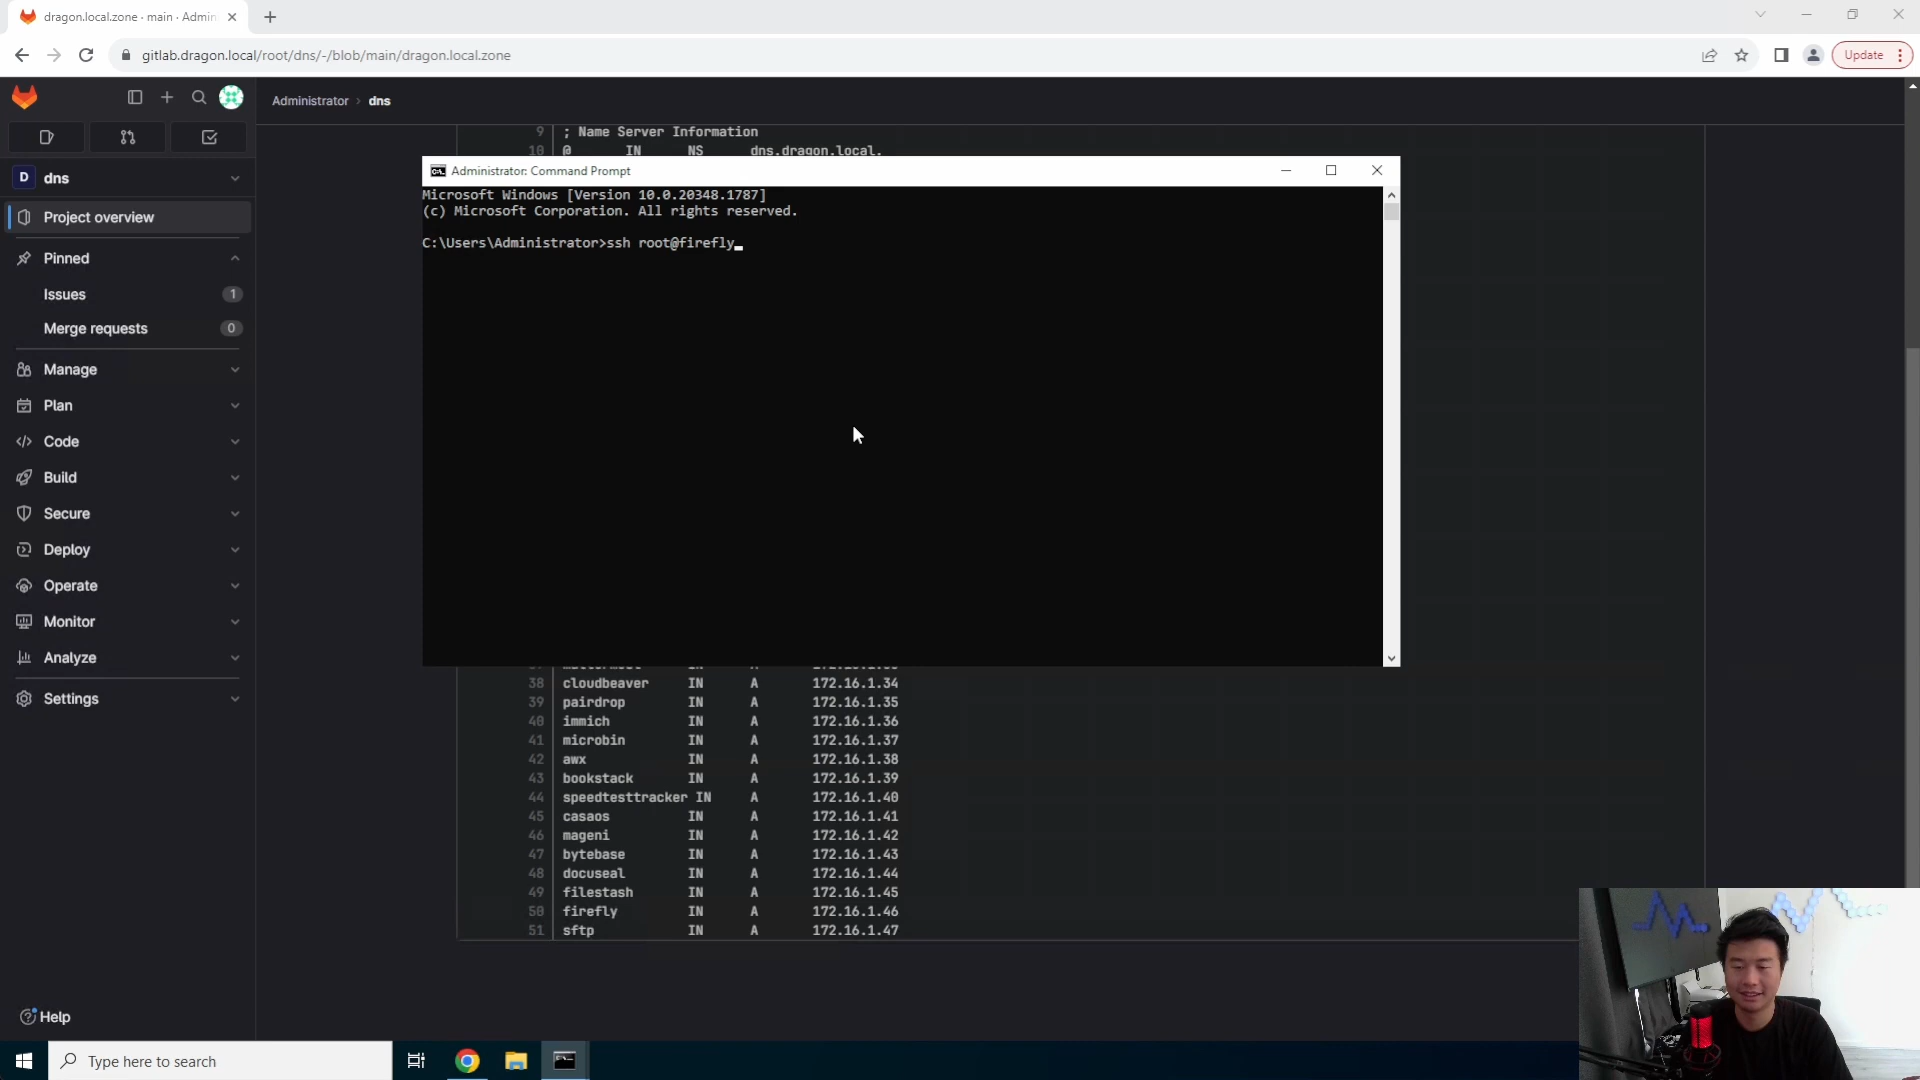 dragon.local.zone · main · Admin
gitlab.dragon.local/root/dns/-/blob/main/dragon.local.zone
Update
Administrator › dns
D dns
Project overview
Pinned
Issues 1
Merge requests 0
Manage
Plan
Code
Build
Secure
Deploy
Operate
Monitor
Analyze
Settings
Help
9 ; Name Server Information
10 @ IN NS dns.dragon.local.
Administrator: Command Prompt
Microsoft Windows [Version 10.0.20348.1787]
(c) Microsoft Corporation. All rights reserved.
C:\Users\Administrator>ssh root@firefly
38 cloudbeaver IN A 172.16.1.34
39 pairdrop IN A 172.16.1.35
40 immich IN A 172.16.1.36
41 microbin IN A 172.16.1.37
42 awx IN A 172.16.1.38
43 bookstack IN A 172.16.1.39
44 speedtesttracker IN A 172.16.1.40
45 casaos IN A 172.16.1.41
46 mageni IN A 172.16.1.42
47 bytebase IN A 172.16.1.43
48 docuseal IN A 172.16.1.44
49 filestash IN A 172.16.1.45
50 firefly IN A 172.16.1.46
51 sftp IN A 172.16.1.47
Type here to search